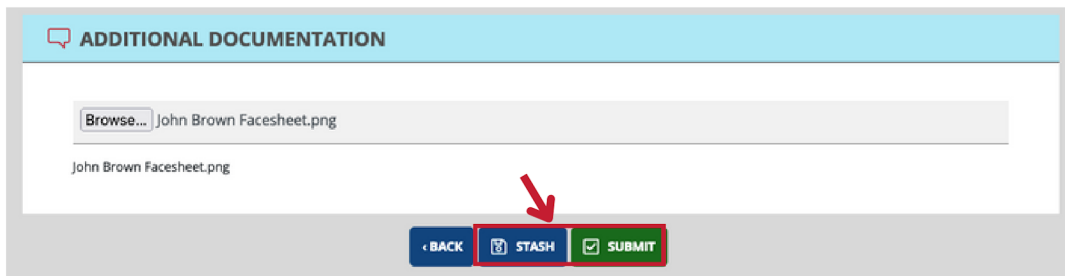 ADDITIONAL DOCUMENTATION
Browse... John Brown Facesheet.png
John Brown Facesheet.png
‹ BACK STASH SUBMIT